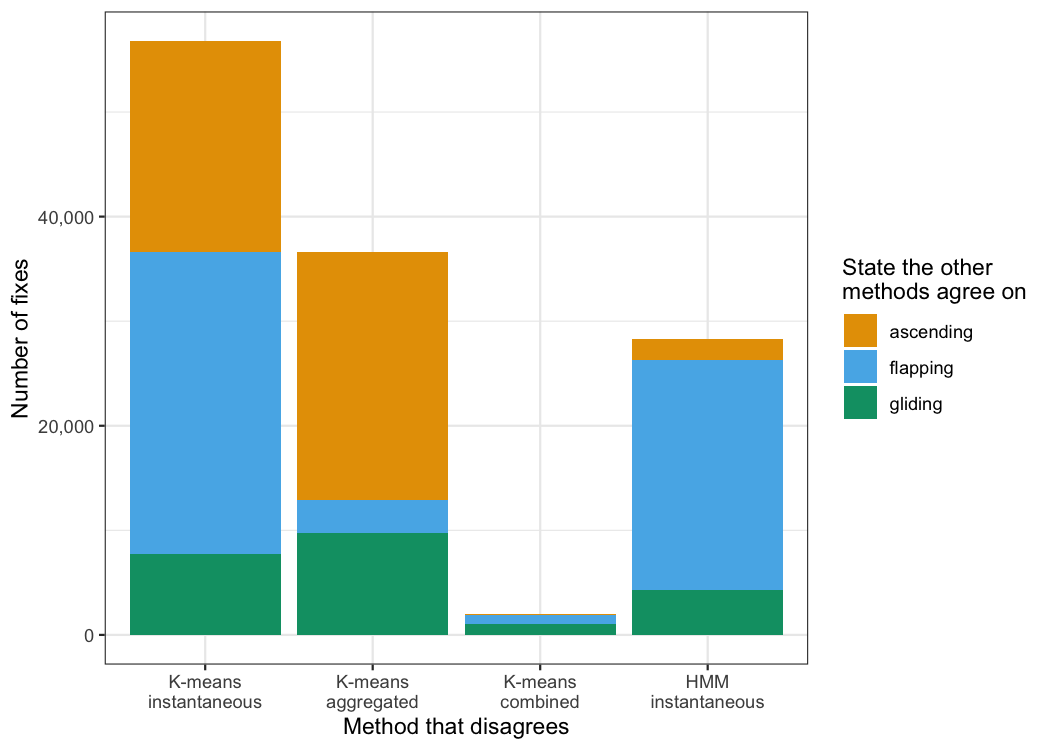 Number of fixes
40,000
20,000
0
K-means
instantaneous
K-means
aggregated
K-means
combined
HMM
instantaneous
Method that disagrees
State the other
methods agree on
ascending
flapping
gliding